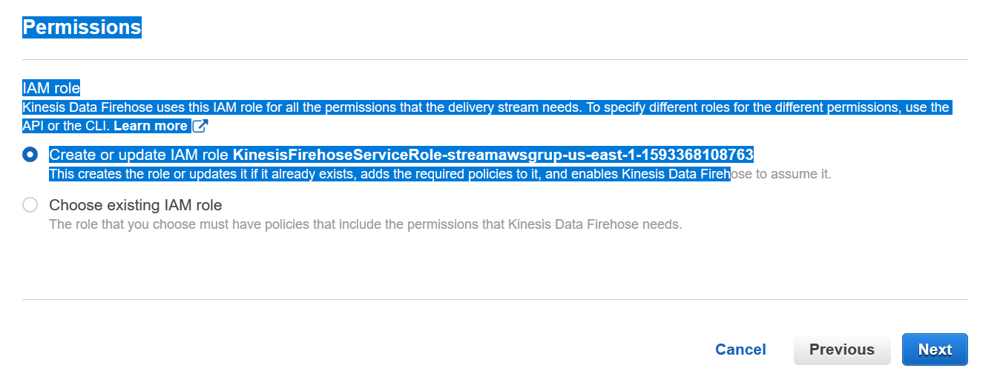 Permissions
IAM role
Kinesis Data Firehose uses this IAM role for all the permissions that the delivery stream needs. To specify different roles for the different permissions, use the
API or the CLI. Learn more
Create or update IAM role KinesisFirehoseServiceRole-streamawsgrup-us-east-1-1593368108763
This creates the role or updates it if it already exists, adds the required policies to it, and enables Kinesis Data Firehose to assume it.
Choose existing IAM role
The role that you choose must have policies that include the permissions that Kinesis Data Firehose needs.
Cancel Previous Next